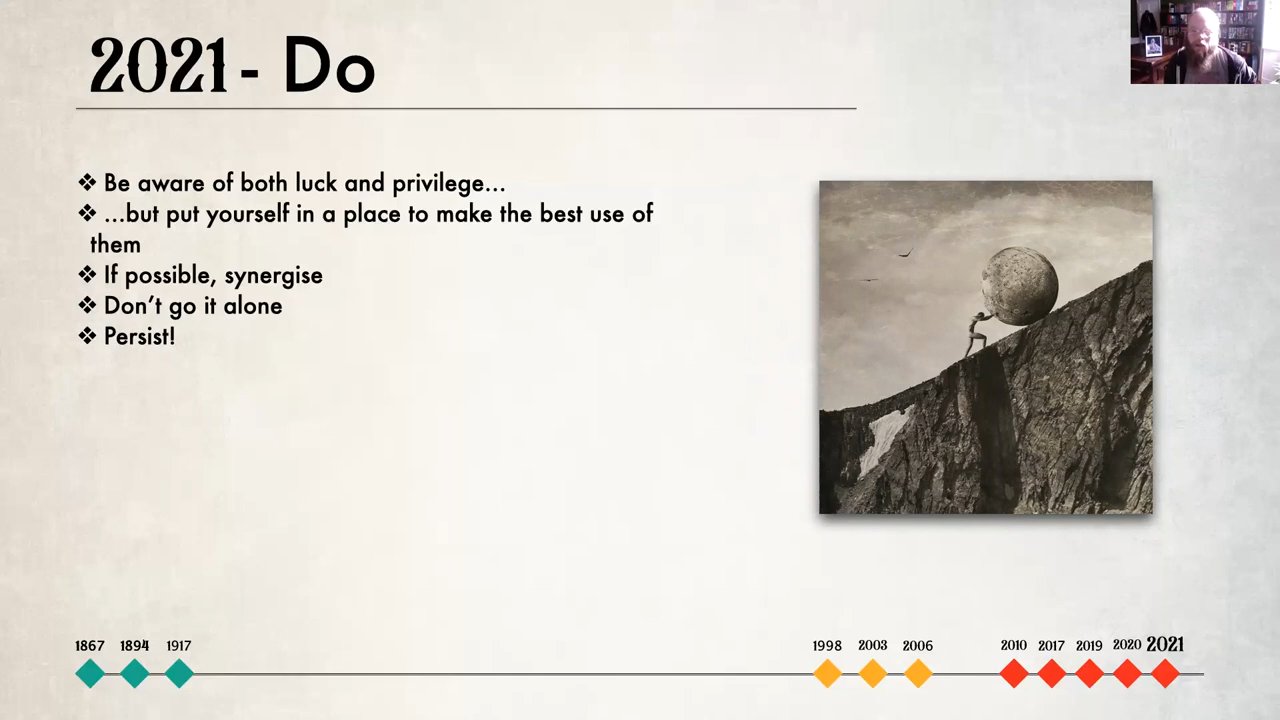 2021 - Do
❖ Be aware of both luck and privilege…
❖ …but put yourself in a place to make the best use of
them
❖ If possible, synergise
❖ Don’t go it alone
❖ Persist!
1867 1894 1917 1998 2003 2006 2010 2017 2019 2020 2021